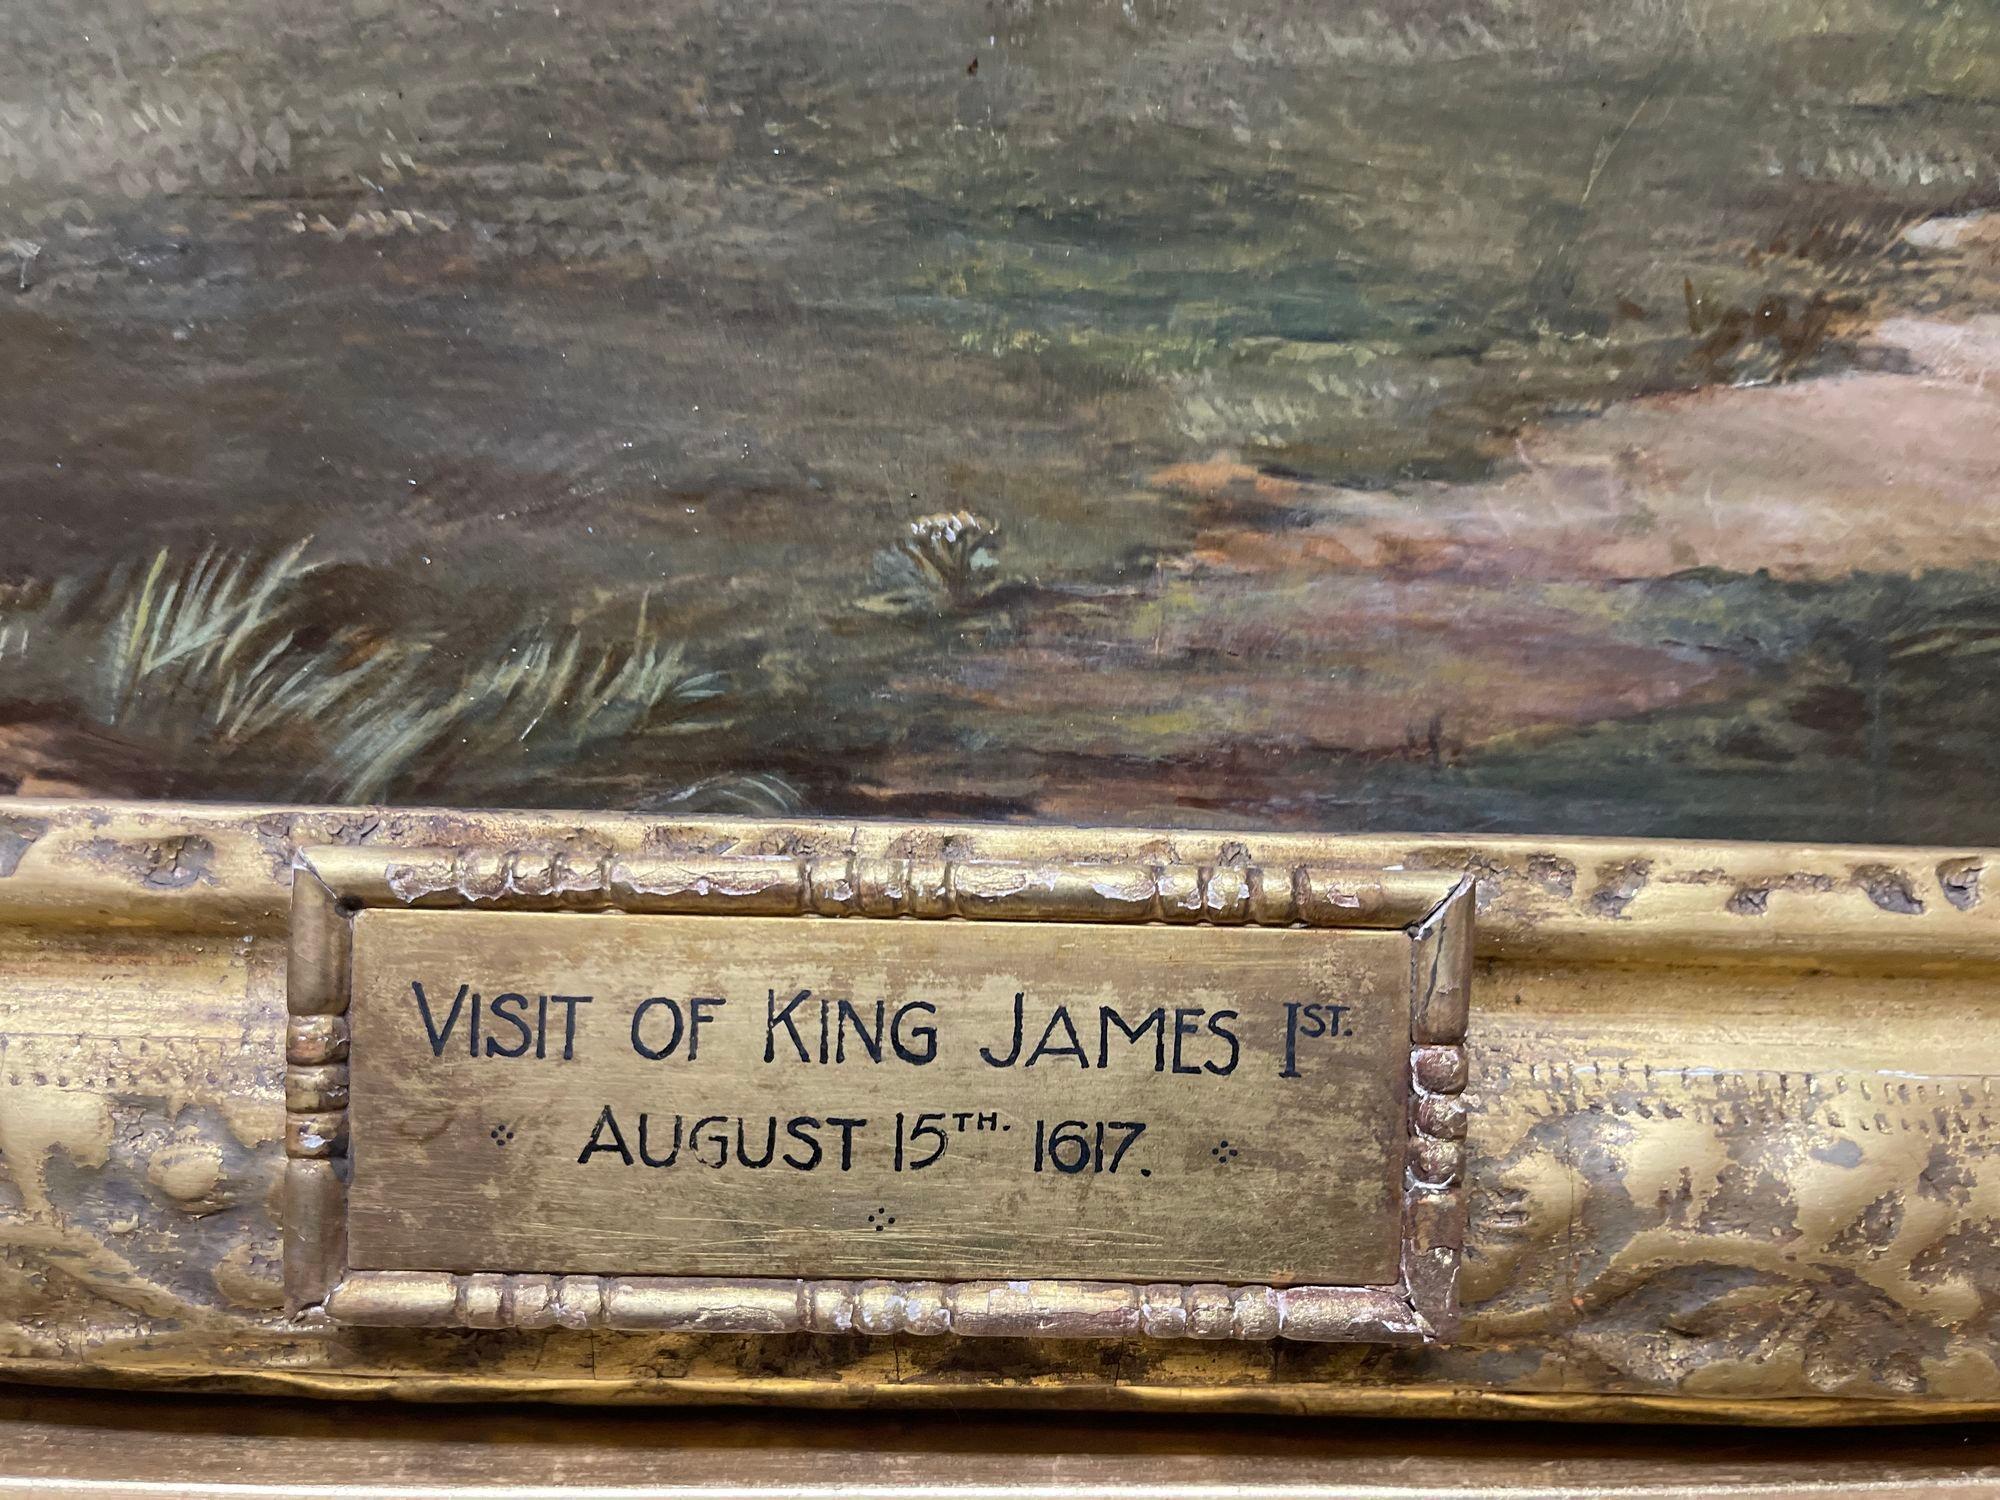 VISIT OF KING JAMES IST.
AUGUST 15TH. 1617.